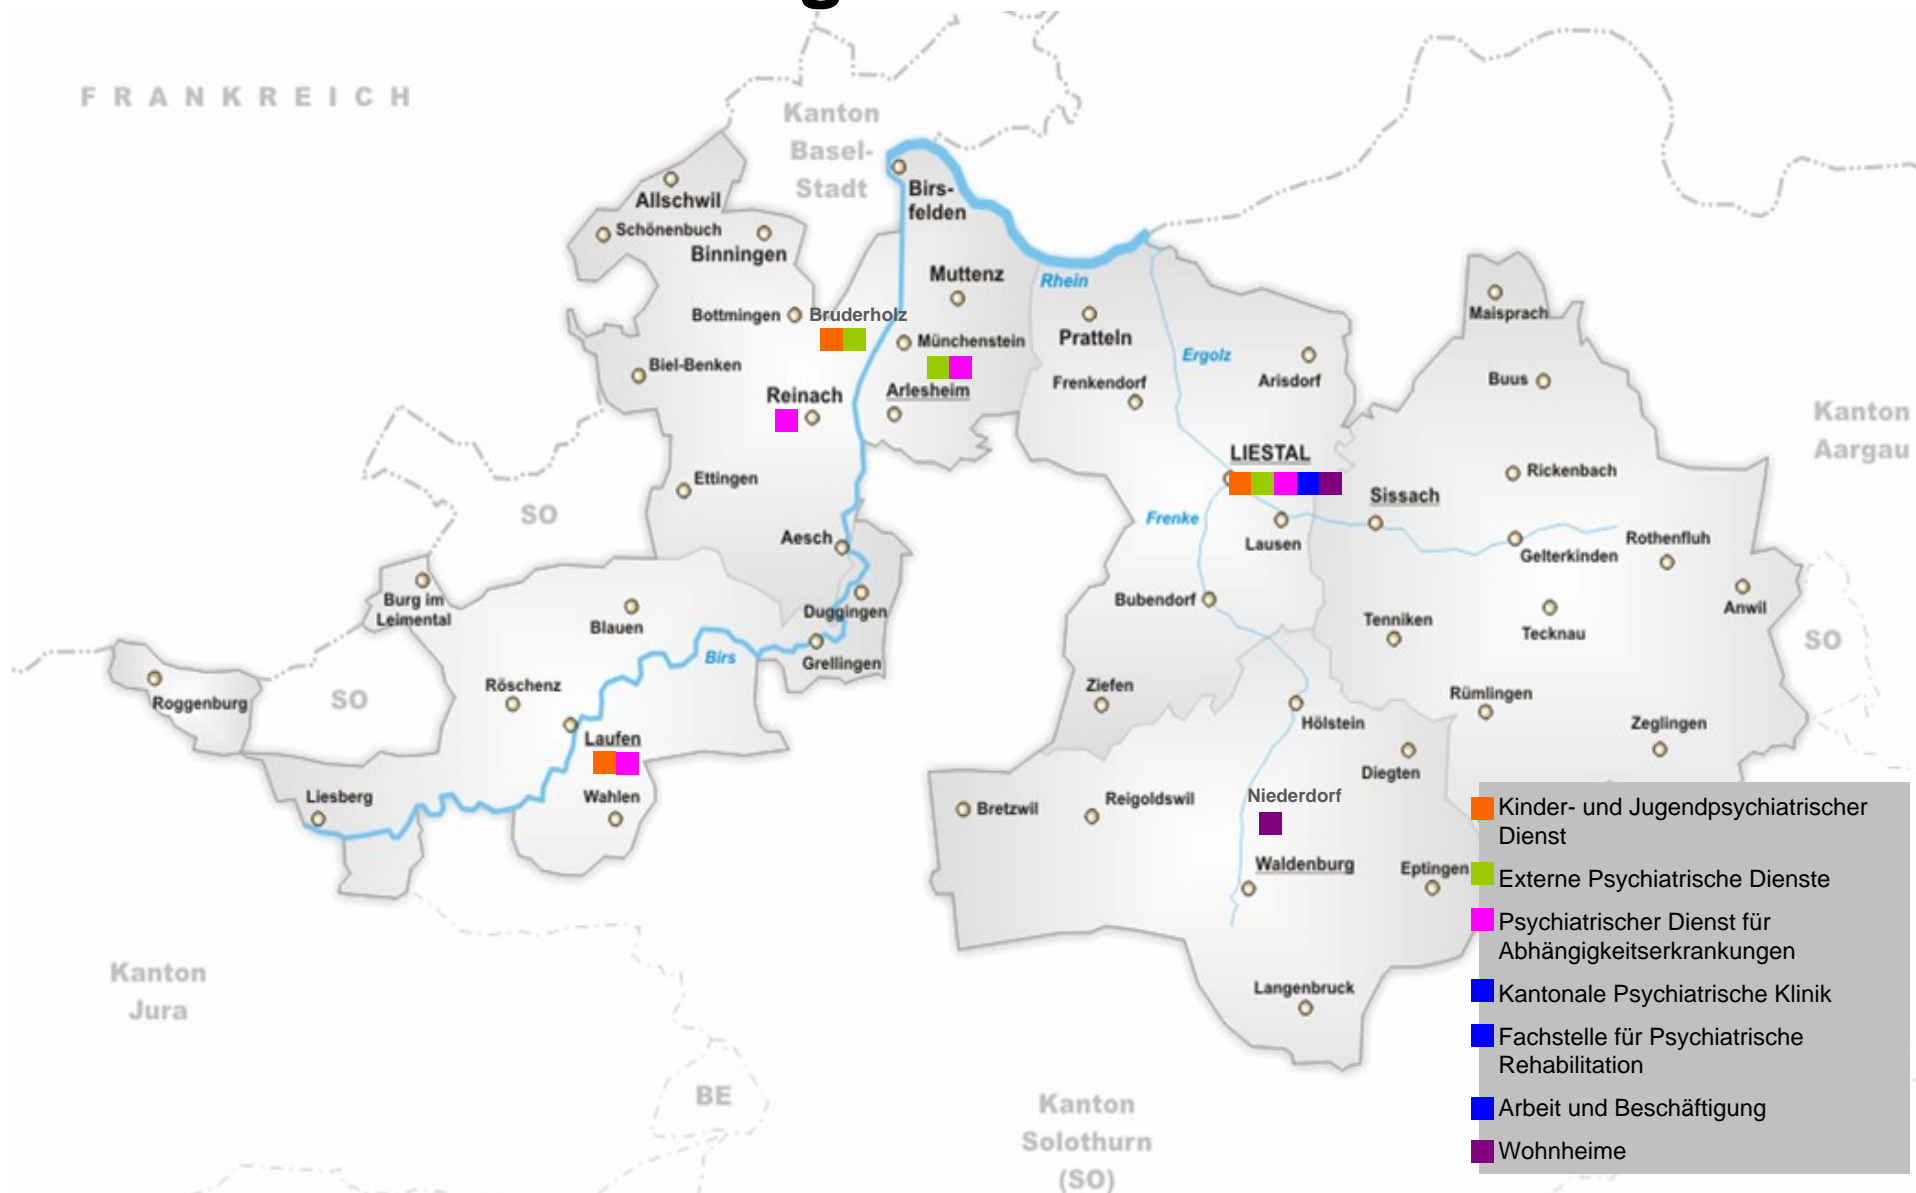 g
FRANKREICH
Kanton
Basel-
Stadt
Birs-
felden
Allschwil
Schönenbuch
Binningen
Muttenz
Rhein
Maisprach
Bottmingen
Bruderholz
Münchenstein
Pratteln
Ergolz
Biel-Benken
Arisdorf
Buus
Frenkendorf
Arlesheim
Reinach
Kanton
Aargau
LIESTAL
Rickenbach
Ettingen
Sissach
SO
Frenke
Aesch
Lausen
Rothenfluh
Gelterkinden
Burg im
Leimental
Bubendorf
Anwil
Duggingen
Blauen
Tenniken
Tecknau
SO
Birs
Grellingen
Röschenz
Ziefen
Rümlingen
Roggenburg
SO
Hölstein
Zeglingen
Laufen
Diegten
Liesberg
Wahlen
Bretzwil
Reigoldswil
Niederdorf
Waldenburg
Eptingen
Kanton
Jura
Langenbruck
BE
Kanton
Solothurn
(SO)
Kinder- und Jugendpsychiatrischer
Dienst
Externe Psychiatrische Dienste
Psychiatrischer Dienst für
Abhängigkeitserkrankungen
Kantonale Psychiatrische Klinik
Fachstelle für Psychiatrische
Rehabilitation
Arbeit und Beschäftigung
Wohnheime